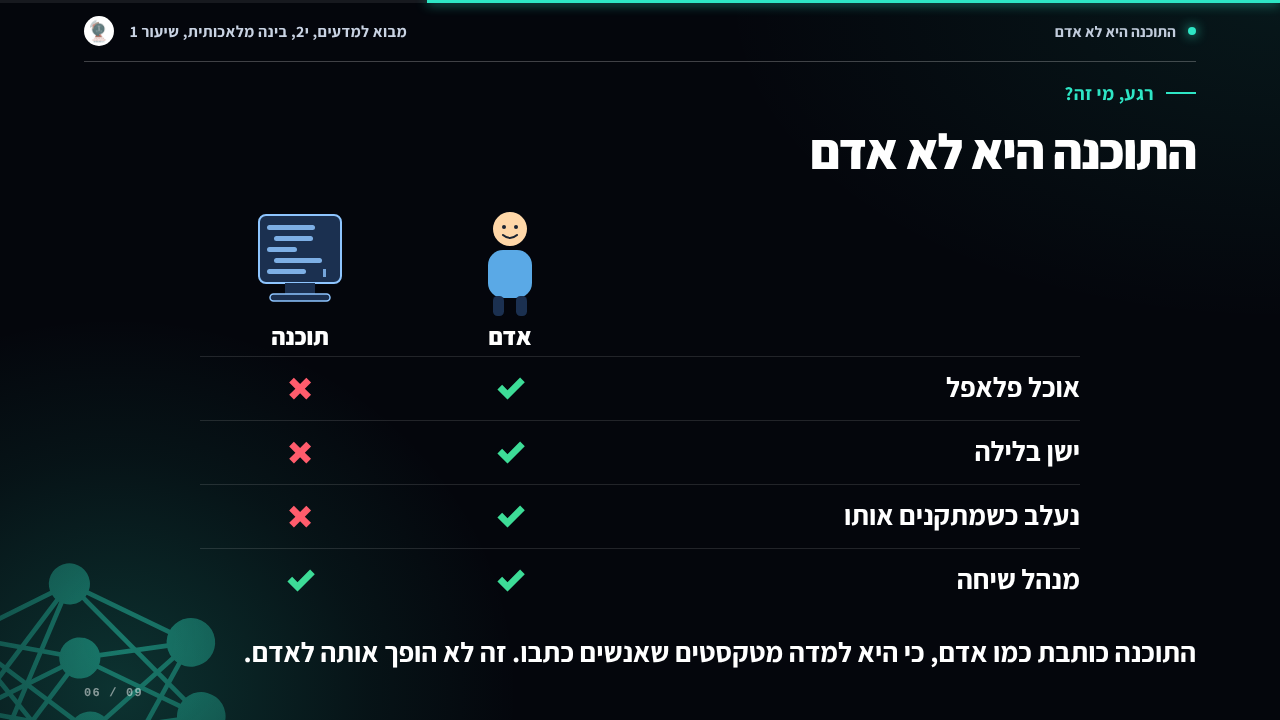 התוכנה היא לא אדם
מבוא למדעים, י2, בינה מלאכותית, שיעור 1
רגע, מי זה?
התוכנה היא לא אדם
אדם
תוכנה
אוכל פלאפל
ישן בלילה
נעלב כשמתקנים אותו
מנהל שיחה
התוכנה כותבת כמו אדם, כי היא למדה מטקסטים שאנשים כתבו. זה לא הופך אותה לאדם.
06 / 09